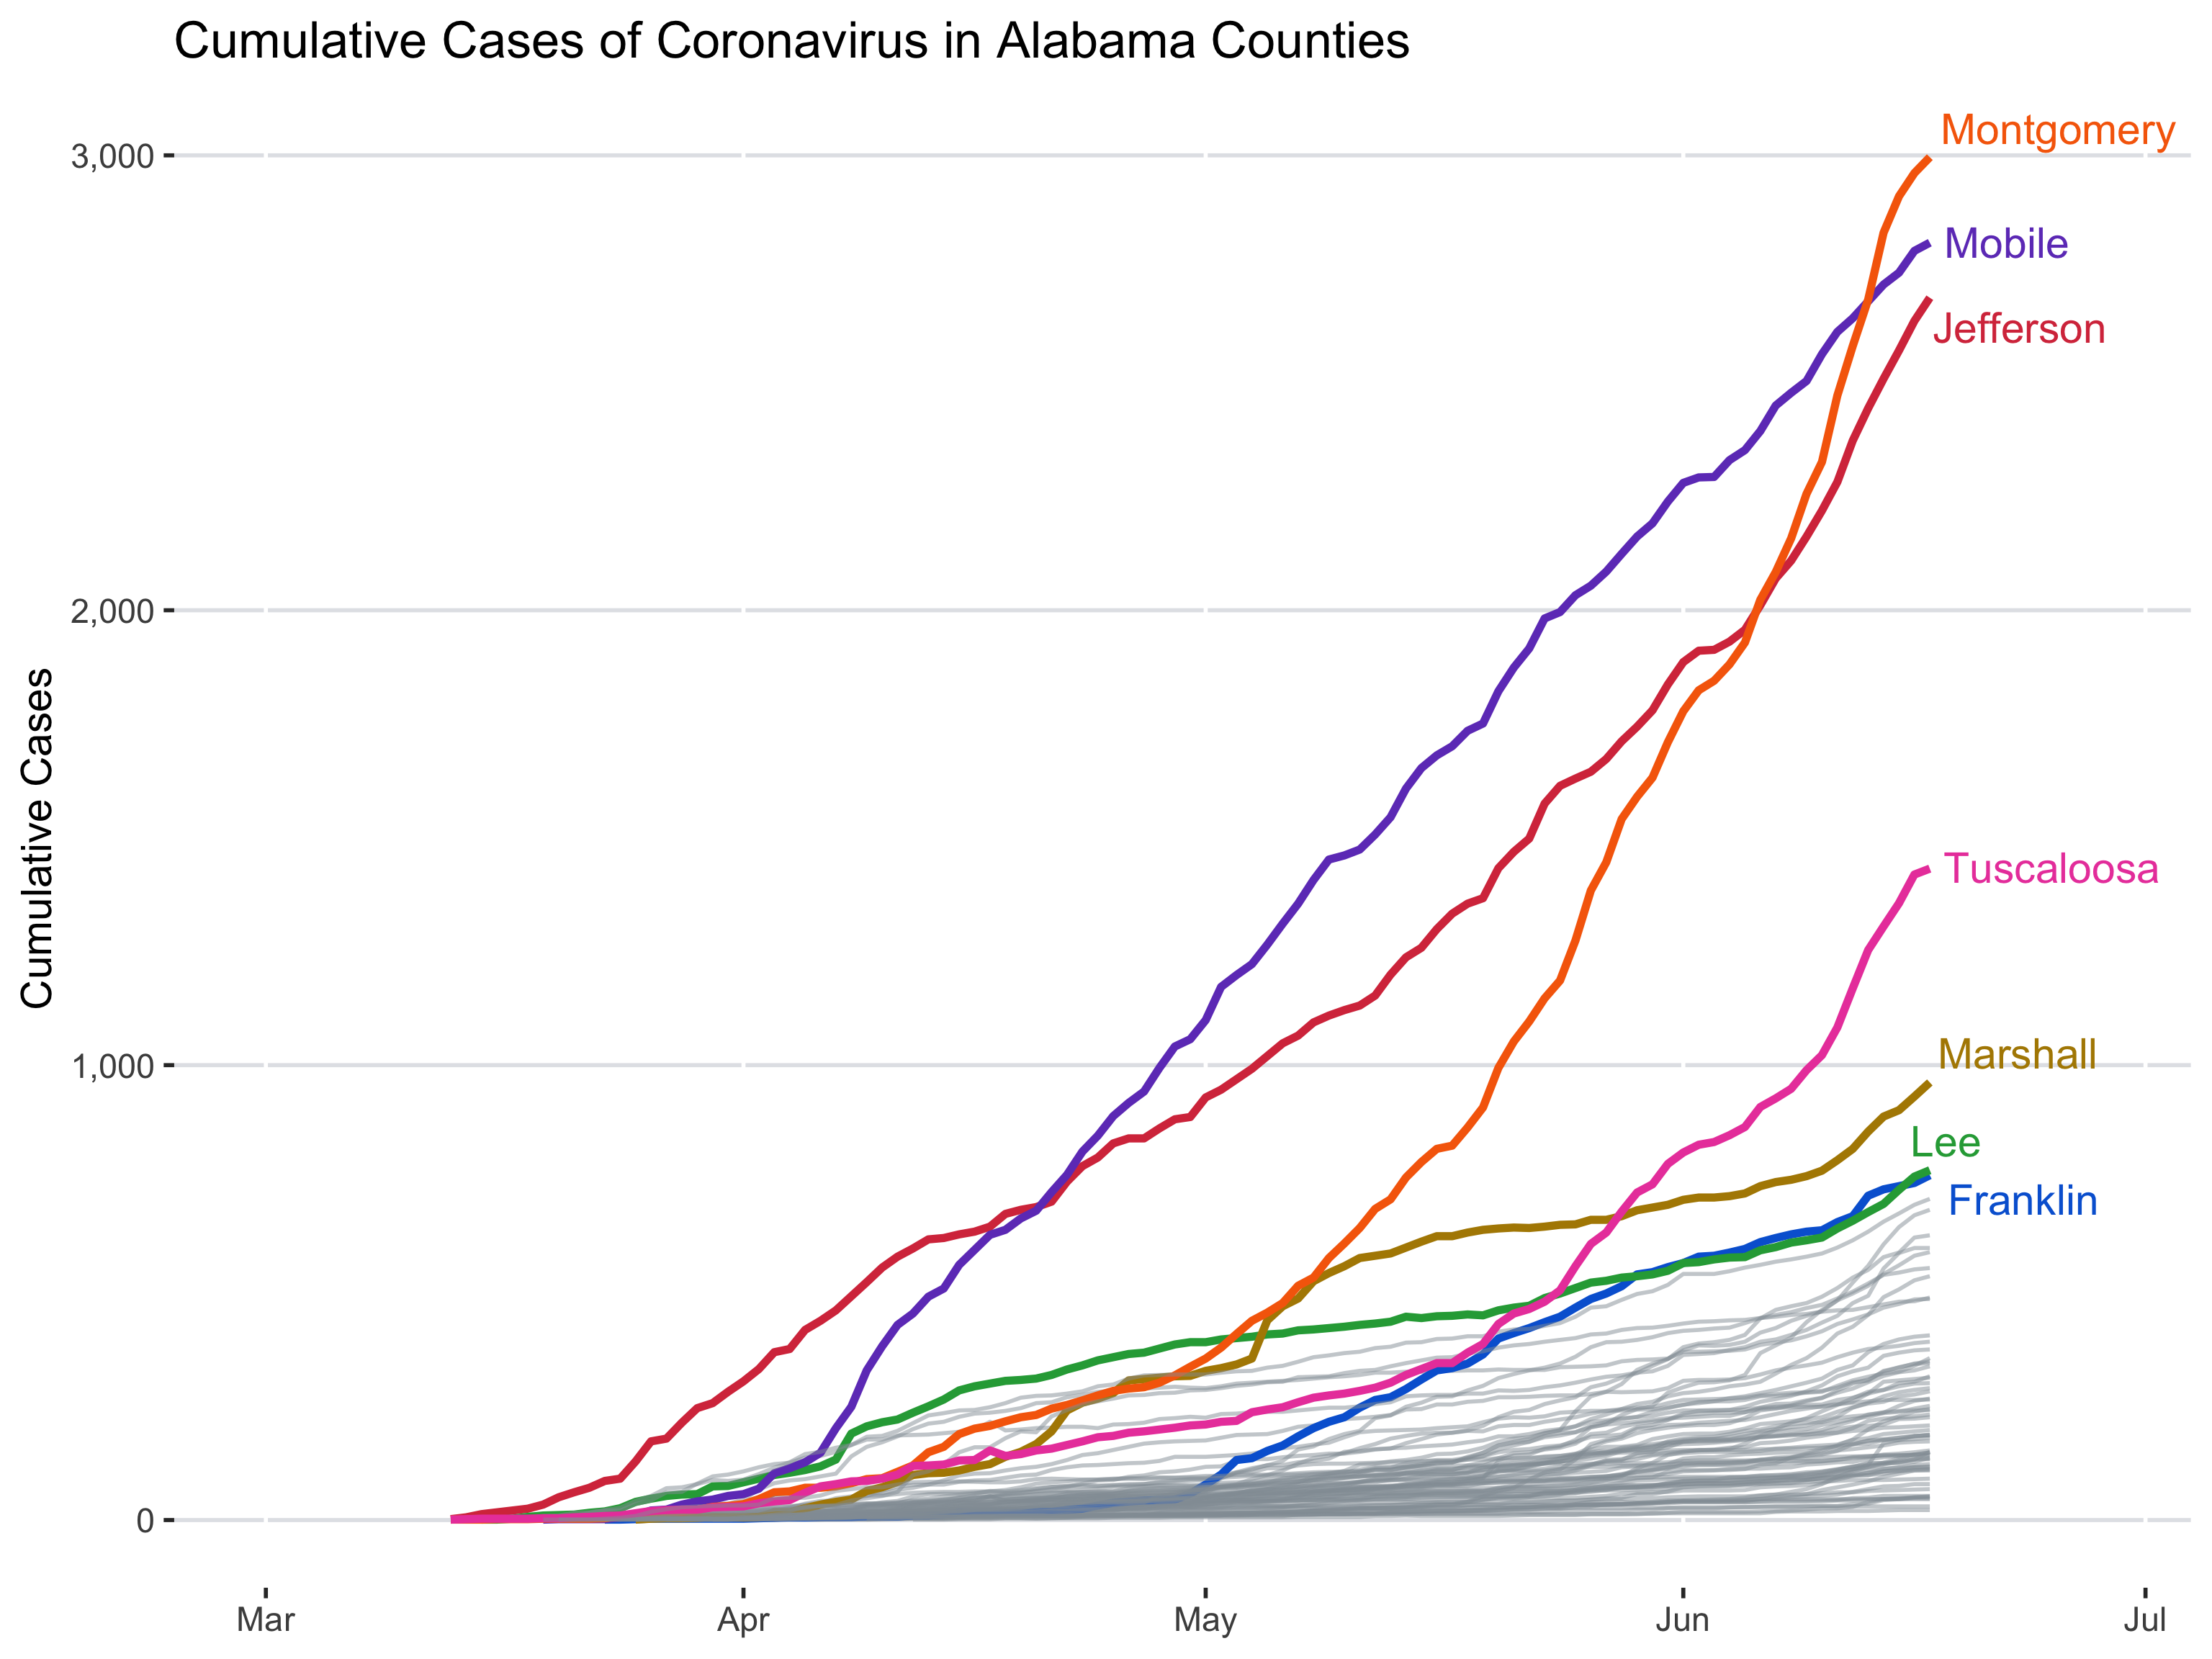 Cumulative Cases of Coronavirus in Alabama Counties
Montgomery
3,000
Mobile
Jefferson
2,000
Cumulative Cases
Tuscaloosa
1,000
Marshall
Lee
Franklin
0
Mar Apr May Jun Jul